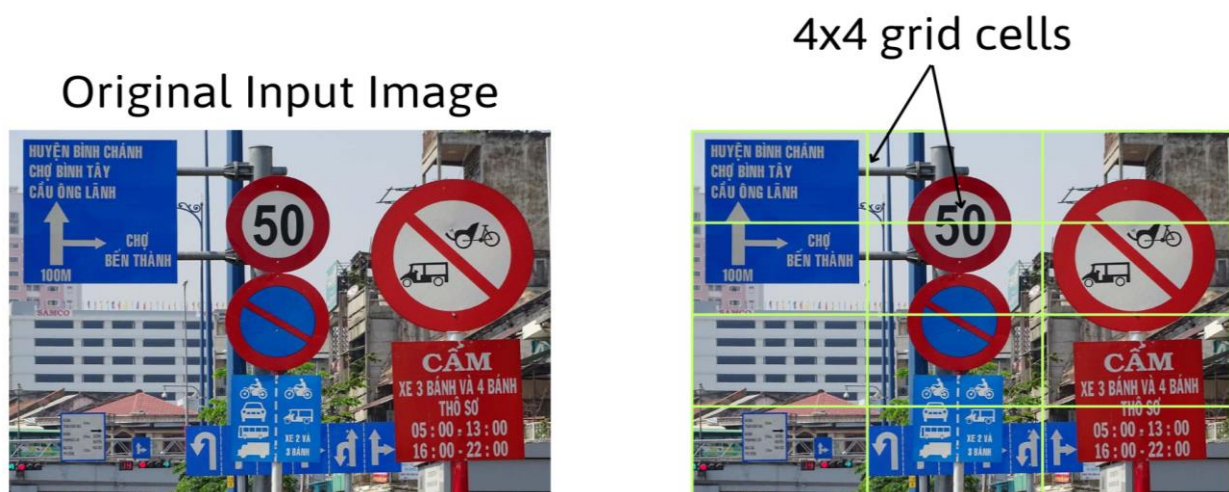 4x4 grid cells
Original Input Image
HUYỆN BÌNH CHÁNH
CHỢ BÌNH TÂY
CẦU ÔNG LÃNH
CHỢ
BẾN THÀNH
100M
50
SAMCO
CẤM
XE 3 BÁNH VÀ 4 BÁNH
THÔ SƠ
05 : 00 - 13 : 00
16 : 00 - 22 : 00
XE 2 VÀ
3 BÁNH
HUYỆN BÌNH CHÁNH
CHỢ BÌNH TÂY
CẦU ÔNG LÃNH
CHỢ
BẾN THÀNH
100M
50
SAMCO
CẤM
XE 3 BÁNH VÀ 4 BÁNH
THÔ SƠ
05 : 00 - 13 : 00
16 : 00 - 22 : 00
XE 2 VÀ
3 BÁNH